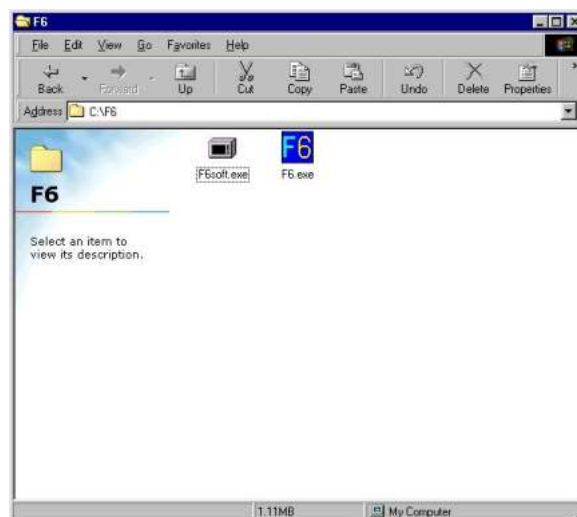 F6
File Edit View Go Favorites Help
Back Forward Up Cut Copy Paste Undo Delete Properties
Address C:\F6
F6
F6soft.exe F6.exe
F6
Select an item to
view its description.
1.11MB My Computer